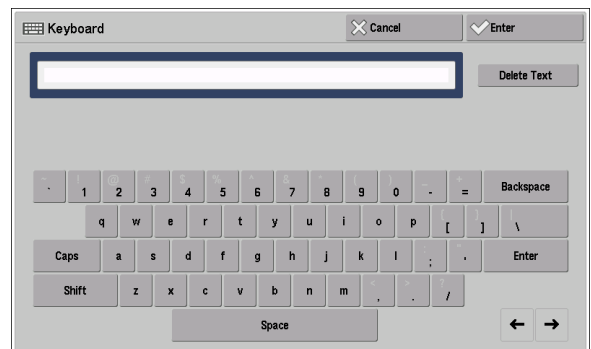 Keyboard Cancel Enter
Delete Text
! @ # $ % & ( ) _ +
1 2 3 4 5 6 7 8 9 0 - = Backspace
q w e r t y u i o p [ ] \
Caps a s d f g h j k l ; Enter
Shift z x c v b n m , . /
Space
← →